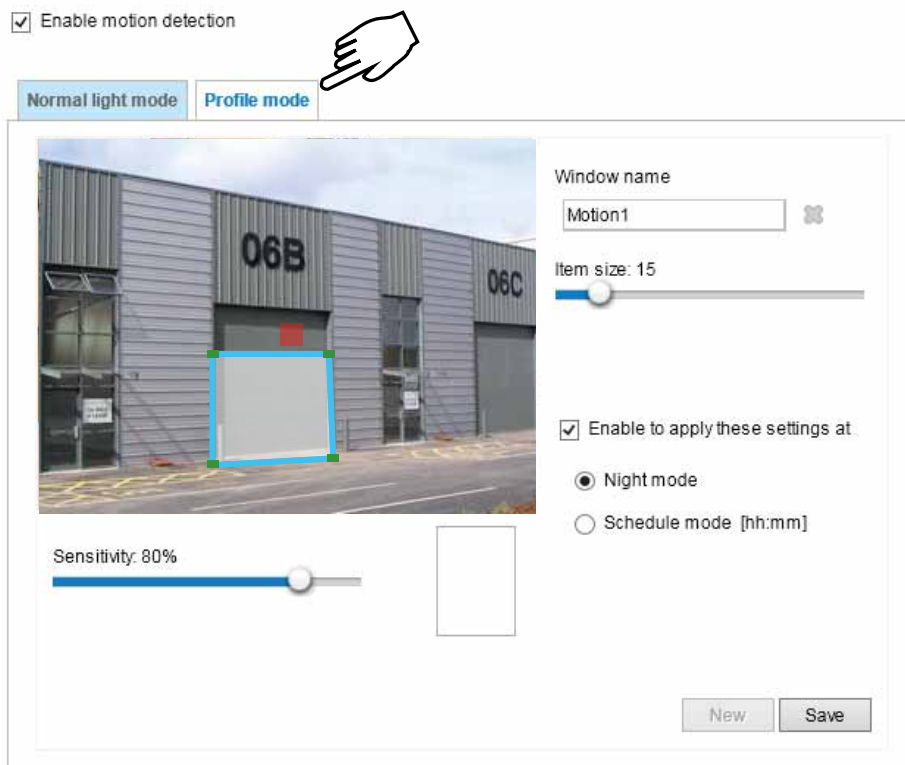 Enable motion detection
Normal light mode
Profile mode
06B
06C
Window name
Motion1
Item size: 15
Enable to apply these settings at
Night mode
Schedule mode [hh:mm]
Sensitivity: 80%
New
Save